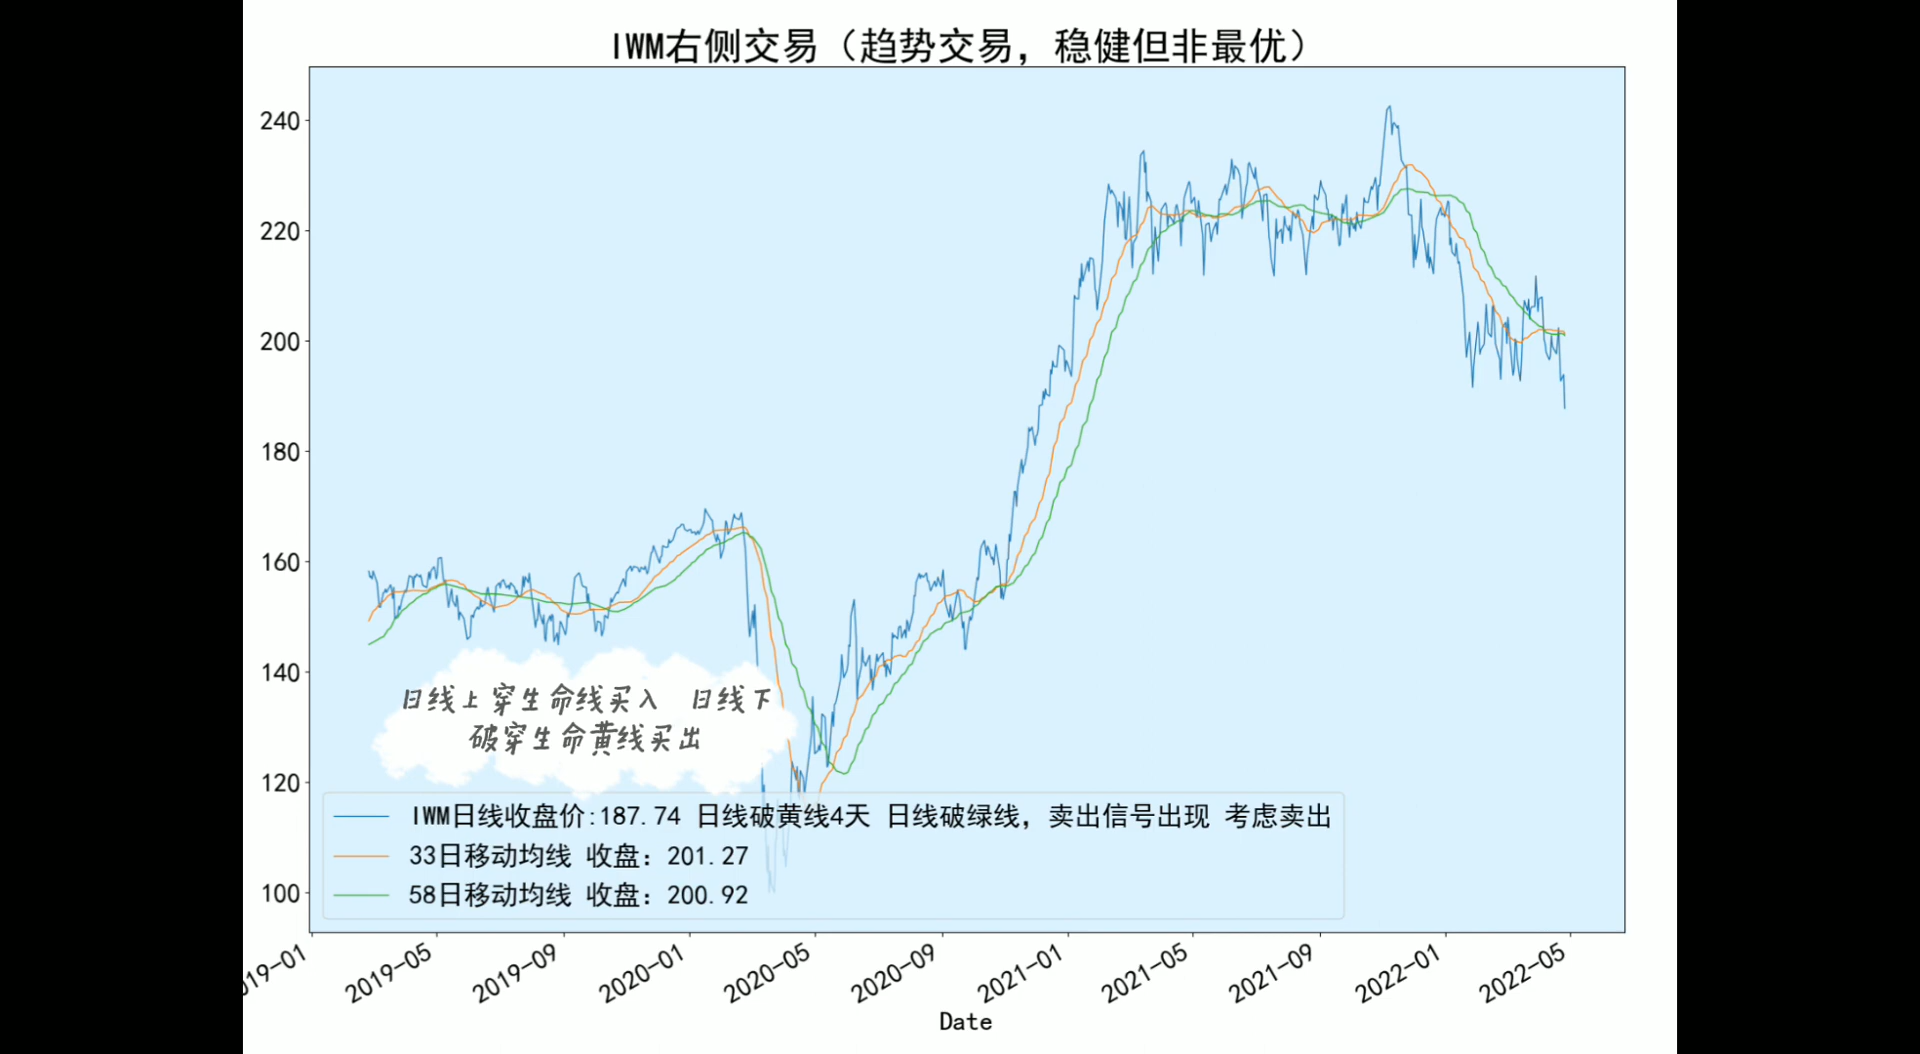 IWM右侧交易（趋势交易，稳健但非最优）
240
220
200
180
160
140
120
100
日线上穿生命线买入 日线下
破穿生命黄线买出
IWM日线收盘价:187.74 日线破黄线4天 日线破绿线，卖出信号出现 考虑卖出
33日移动均线 收盘：201.27
58日移动均线 收盘：200.92
019-01
2019-05
2019-09
2020-01
2020-05
2020-09
2021-01
2021-05
2021-09
2022-01
2022-05
Date